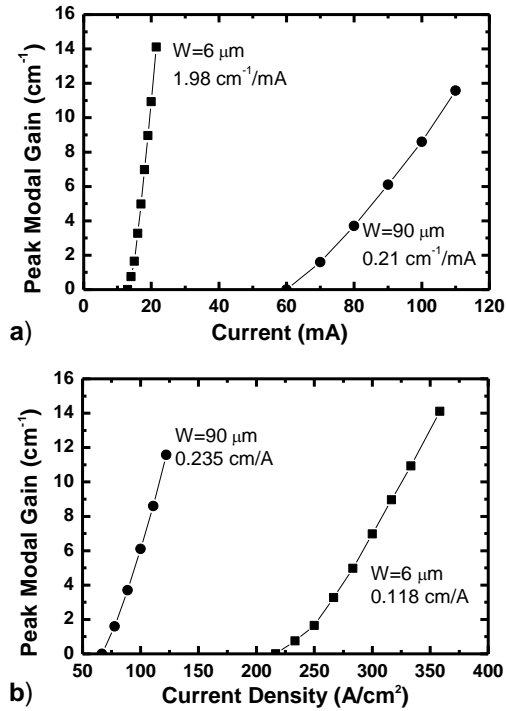 16
14
12
10
8
6
4
2
0
Peak Modal Gain (cm⁻¹)
W=6 μm
1.98 cm⁻¹/mA
W=90 μm
0.21 cm⁻¹/mA
0 20 40 60 80 100 120
Current (mA)
a)
16
14
12
10
8
6
4
2
0
Peak Modal Gain (cm⁻¹)
W=90 μm
0.235 cm/A
W=6 μm
0.118 cm/A
50 100 150 200 250 300 350 400
Current Density (A/cm²)
b)